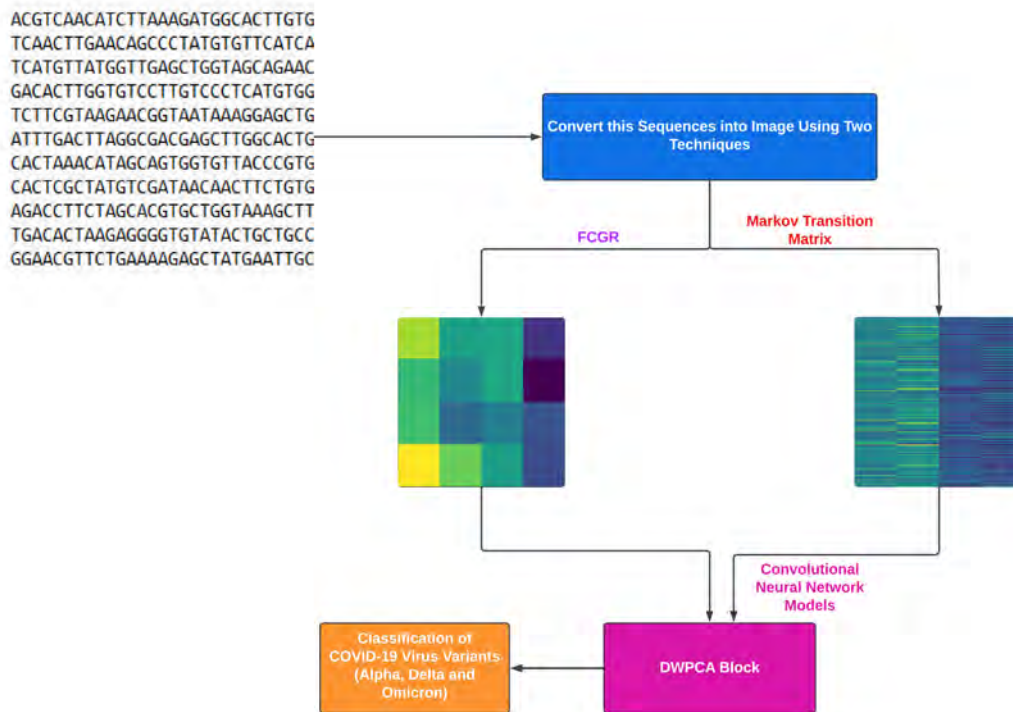 ACGTCAACATCTTAAAGATGGCACTTGTG
TCAACTTGAACAGCCCTATGTGTTCATCA
TCATGTTATGGTTGAGCTGGTAGCAGAAC
GACACTTGGTGTCCTTGTCCCTCATGTGG
TCTTCGTAAGAACGGTAATAAAGGAGCTG
ATTTGACTTAGGCGACGAGCTTGGCACTG
CACTAAACATAGCAGTGGTGTTACCCGTG
CACTCGCTATGTCGATAACAACTTCTGTG
AGACCTTCTAGCACGTGCTGGTAAAGCTT
TGACACTAAGAGGGGTGTATACTGCTGCC
GGAACGTTCTGAAAAGAGCTATGAATTGC
Convert this Sequences into Image Using Two
Techniques
FCGR
Markov Transition
Matrix
Convolutional
Neural Network
Models
Classification of
COVID-19 Virus Variants
(Alpha, Delta and
Omicron)
DWPCA Block